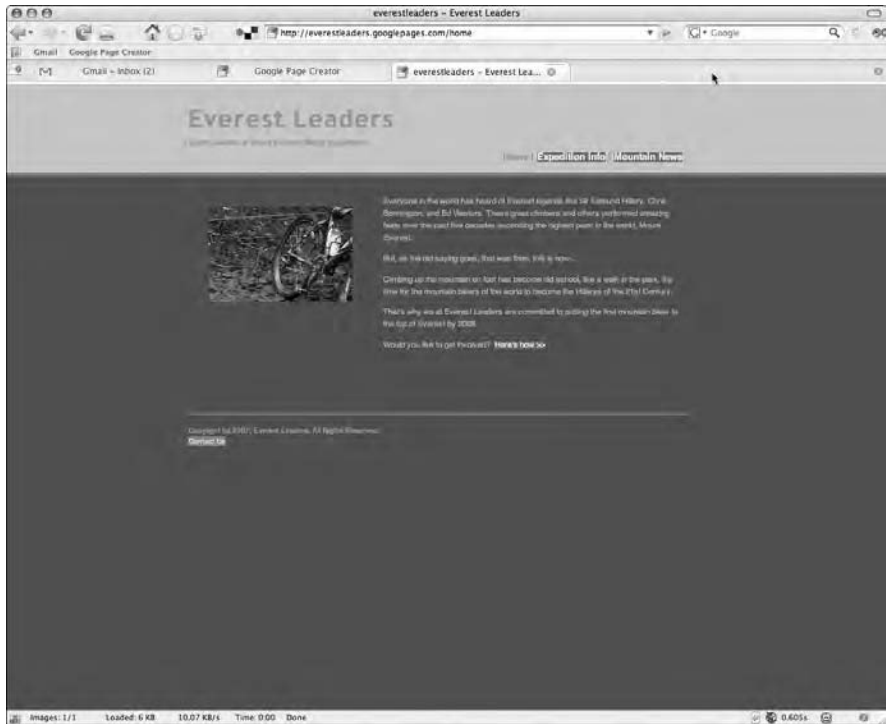 everestleaders – Everest Leaders
http://everestleaders.googlepages.com/home
Google
Gmail Google Page Creator
Gmail – Inbox (2) Google Page Creator everestleaders – Everest Lea...
Everest Leaders
Home | Expedition Info | Mountain News
Everyone in the world has heard of Everest legends like Sir Edmund Hillary, Chris
Bonnington, and Ed Viesturs. These great climbers and others performed amazing
feats over the past five decades ascending the highest point in the world, Mount
Everest.
But, as the old saying goes, that was then, this is now...
Climbing up the mountain on foot has become old school, like a walk in the park. It's
time for the mountain bikers of the world to become the Hillarys of the 21st Century.
That's why we at Everest Leaders are committed to putting the first mountain biker to
the top of Everest by 2008.
Would you like to get involved? Here's how >>
Copyright (c) 2007, Everest Leaders. All Rights Reserved.
Contact Us
Images: 1/1 Loaded: 6 KB 10.07 KB/s Time: 0:00 Done 0.605s